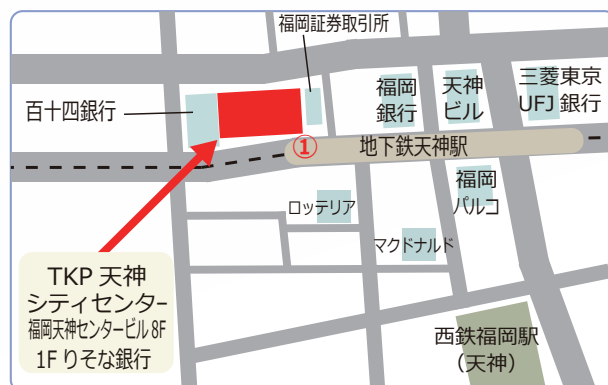 福岡証券取引所
百十四銀行
福岡
銀行
天神
ビル
三菱東京
UFJ 銀行
①
地下鉄天神駅
福岡
パルコ
ロッテリア
マクドナルド
TKP 天神
シティセンター
福岡天神センタービル 8F
1F りそな銀行
西鉄福岡駅
（天神）